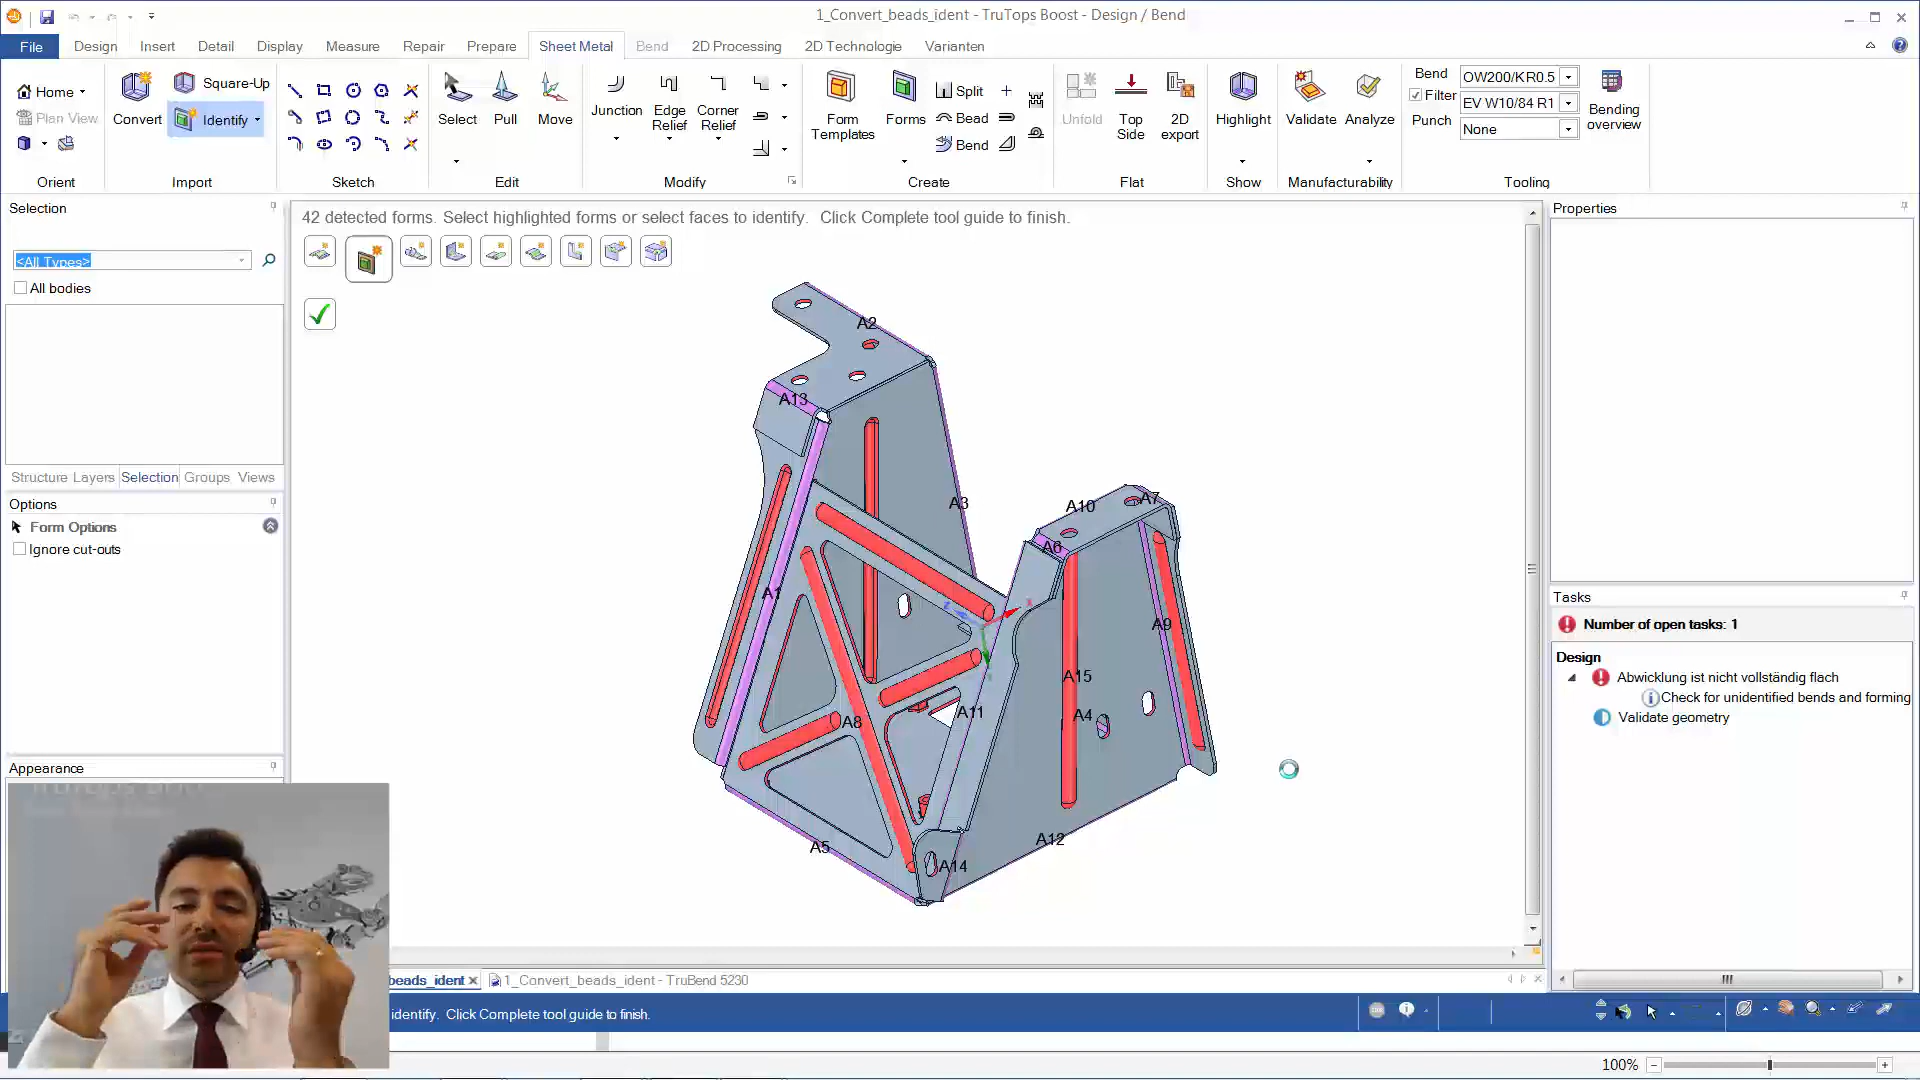 1_Convert_beads_ident - TruTops Boost - Design / Bend
File Design Insert Detail Display Measure Repair Prepare Sheet Metal Bend 2D Processing 2D Technologie Varianten
Home
Plan View
Orient
Convert
Square-Up
Identify
Import
Sketch
Select
Pull
Move
Edit
Junction
Edge Relief
Corner Relief
Modify
Form Templates
Forms
Split
Bead
Bend
Create
Unfold
Top Side
2D export
Flat
Highlight
Show
Validate
Analyze
Manufacturability
Bend OW200/KR0.5
Filter EV W10/84 R1
Punch None
Bending overview
Tooling
Selection
<All Types>
All bodies
Structure Layers Selection Groups Views
Options
Form Options
Ignore cut-outs
Appearance
42 detected forms. Select highlighted forms or select faces to identify. Click Complete tool guide to finish.
A2
A13
A3
A10
A7
A6
A1
A9
A15
A4
A11
A8
A5
A12
A14
Properties
Tasks
Number of open tasks: 1
Design
Abwicklung ist nicht vollständig flach
Check for unidentified bends and forming
Validate geometry
beads_ident
1_Convert_beads_ident - TruBend 5230
identify. Click Complete tool guide to finish.
100%